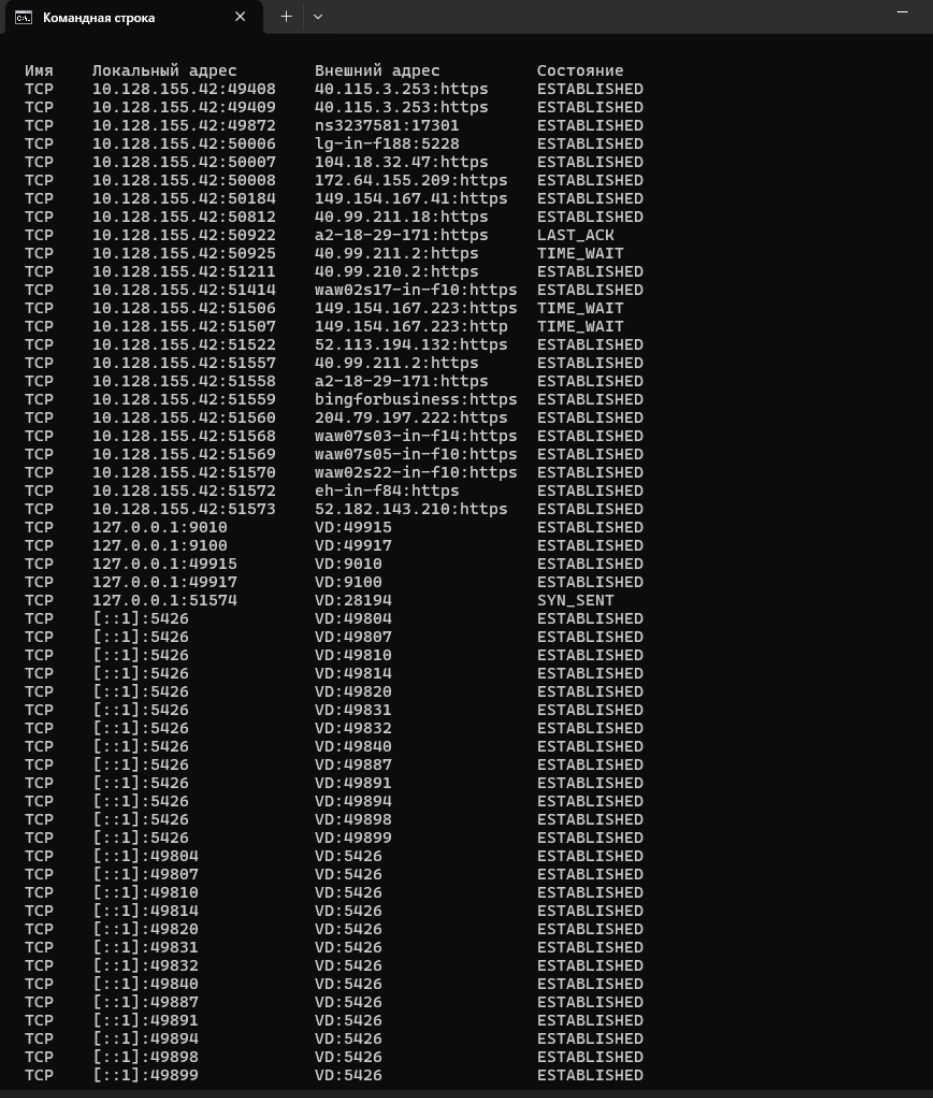 Командная строка
Имя Локальный адрес Внешний адрес Состояние
TCP 10.128.155.42:49408 40.115.3.253:https ESTABLISHED
TCP 10.128.155.42:49409 40.115.3.253:https ESTABLISHED
TCP 10.128.155.42:49872 ns3237581:17301 ESTABLISHED
TCP 10.128.155.42:50006 lg-in-f188:5228 ESTABLISHED
TCP 10.128.155.42:50007 104.18.32.47:https ESTABLISHED
TCP 10.128.155.42:50008 172.64.155.209:https ESTABLISHED
TCP 10.128.155.42:50184 149.154.167.41:https ESTABLISHED
TCP 10.128.155.42:50812 40.99.211.18:https ESTABLISHED
TCP 10.128.155.42:50922 a2-18-29-171:https LAST_ACK
TCP 10.128.155.42:50925 40.99.211.2:https TIME_WAIT
TCP 10.128.155.42:51211 40.99.210.2:https ESTABLISHED
TCP 10.128.155.42:51414 waw02s17-in-f10:https ESTABLISHED
TCP 10.128.155.42:51506 149.154.167.223:https TIME_WAIT
TCP 10.128.155.42:51507 149.154.167.223:http TIME_WAIT
TCP 10.128.155.42:51522 52.113.194.132:https ESTABLISHED
TCP 10.128.155.42:51557 40.99.211.2:https ESTABLISHED
TCP 10.128.155.42:51558 a2-18-29-171:https ESTABLISHED
TCP 10.128.155.42:51559 bingforbusiness:https ESTABLISHED
TCP 10.128.155.42:51560 204.79.197.222:https ESTABLISHED
TCP 10.128.155.42:51568 waw07s03-in-f14:https ESTABLISHED
TCP 10.128.155.42:51569 waw07s05-in-f10:https ESTABLISHED
TCP 10.128.155.42:51570 waw02s22-in-f10:https ESTABLISHED
TCP 10.128.155.42:51572 eh-in-f84:https ESTABLISHED
TCP 10.128.155.42:51573 52.182.143.210:https ESTABLISHED
TCP 127.0.0.1:9010 VD:49915 ESTABLISHED
TCP 127.0.0.1:9100 VD:49917 ESTABLISHED
TCP 127.0.0.1:49915 VD:9010 ESTABLISHED
TCP 127.0.0.1:49917 VD:9100 ESTABLISHED
TCP 127.0.0.1:51574 VD:28194 SYN_SENT
TCP [::1]:5426 VD:49804 ESTABLISHED
TCP [::1]:5426 VD:49807 ESTABLISHED
TCP [::1]:5426 VD:49810 ESTABLISHED
TCP [::1]:5426 VD:49814 ESTABLISHED
TCP [::1]:5426 VD:49820 ESTABLISHED
TCP [::1]:5426 VD:49831 ESTABLISHED
TCP [::1]:5426 VD:49832 ESTABLISHED
TCP [::1]:5426 VD:49840 ESTABLISHED
TCP [::1]:5426 VD:49887 ESTABLISHED
TCP [::1]:5426 VD:49891 ESTABLISHED
TCP [::1]:5426 VD:49894 ESTABLISHED
TCP [::1]:5426 VD:49898 ESTABLISHED
TCP [::1]:5426 VD:49899 ESTABLISHED
TCP [::1]:49804 VD:5426 ESTABLISHED
TCP [::1]:49807 VD:5426 ESTABLISHED
TCP [::1]:49810 VD:5426 ESTABLISHED
TCP [::1]:49814 VD:5426 ESTABLISHED
TCP [::1]:49820 VD:5426 ESTABLISHED
TCP [::1]:49831 VD:5426 ESTABLISHED
TCP [::1]:49832 VD:5426 ESTABLISHED
TCP [::1]:49840 VD:5426 ESTABLISHED
TCP [::1]:49887 VD:5426 ESTABLISHED
TCP [::1]:49891 VD:5426 ESTABLISHED
TCP [::1]:49894 VD:5426 ESTABLISHED
TCP [::1]:49898 VD:5426 ESTABLISHED
TCP [::1]:49899 VD:5426 ESTABLISHED